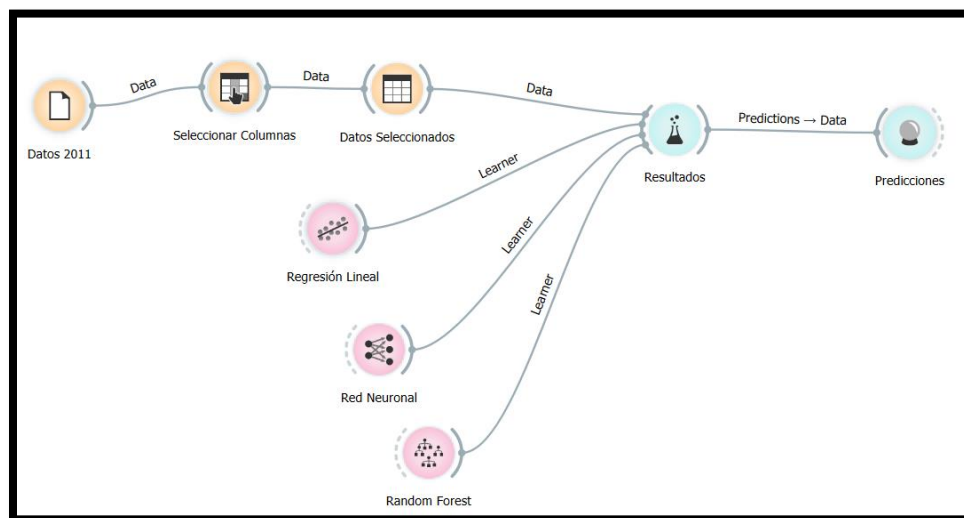 Data
Data
Data
Datos 2011
Seleccionar Columnas
Datos Seleccionados
Learner
Resultados
Predictions → Data
Predicciones
Regresión Lineal
Learner
Learner
Red Neuronal
Random Forest